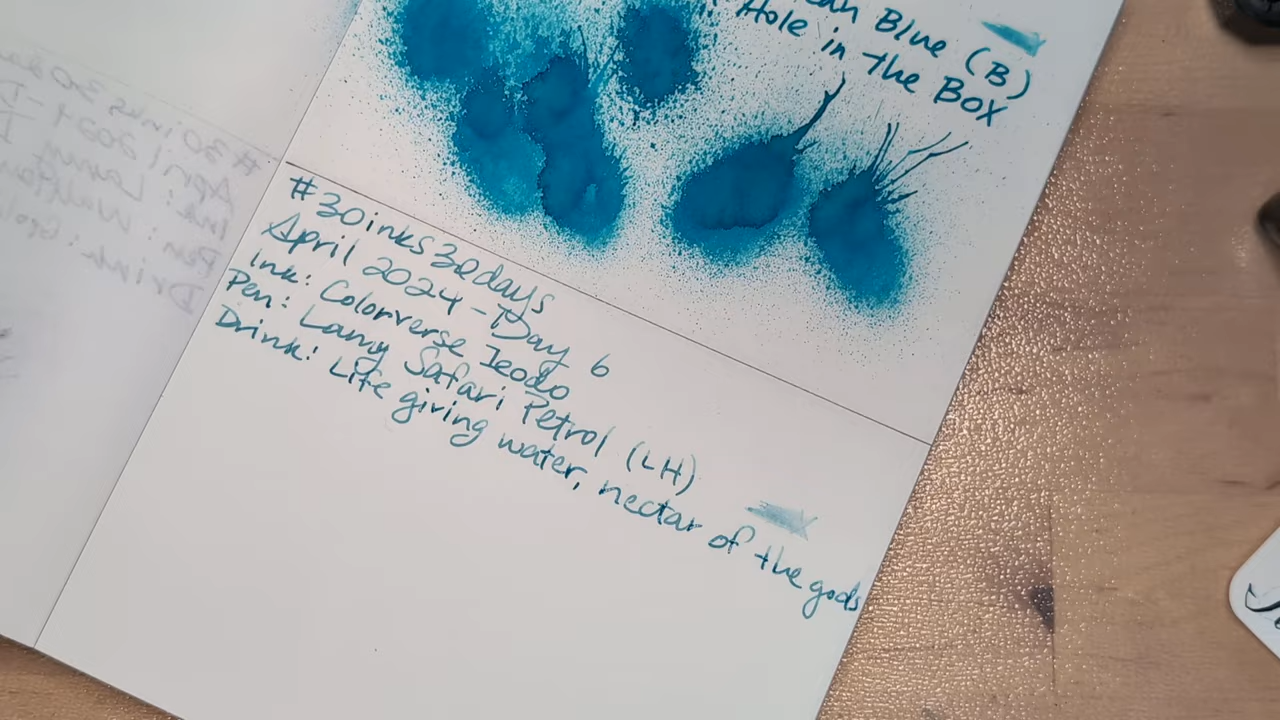 Blue (B)
Hole in the BOX
#30inks30days
April 2024 - Day 6
Ink: Colorverse Ieodo
Pen: Lamy Safari Petrol (LH)
Drink: Life giving water, nectar of the gods